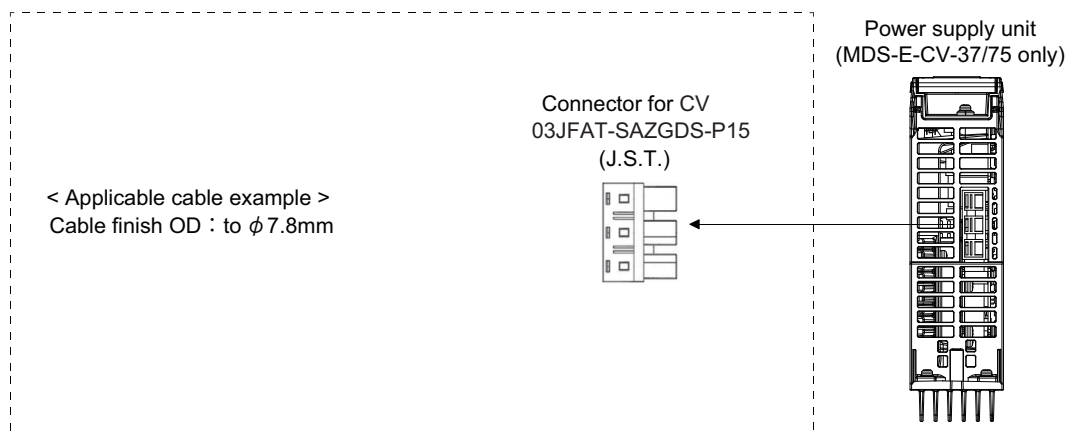 Power supply unit
(MDS-E-CV-37/75 only)
Connector for CV
03JFAT-SAZGDS-P15
(J.S.T.)
< Applicable cable example >
Cable finish OD：to φ7.8mm